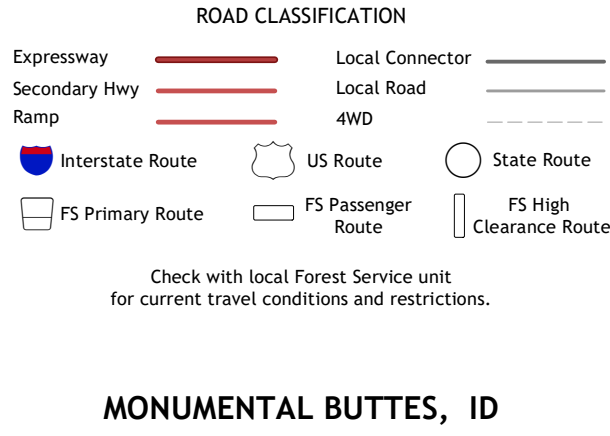 ROAD CLASSIFICATION
Expressway
Local Connector
Secondary Hwy
Local Road
Ramp
4WD
Interstate Route
US Route
State Route
FS Primary Route
FS Passenger
Route
FS High
Clearance Route
Check with local Forest Service unit
for current travel conditions and restrictions.
MONUMENTAL BUTTES, ID